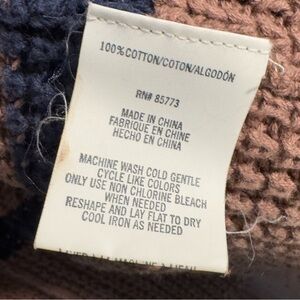 100% COTTON/COTON/ALGODÓN
RN# 85773
MADE IN CHINA
FABRIQUE EN CHINE
HECHO EN CHINA
MACHINE WASH COLD GENTLE
CYCLE LIKE COLORS
ONLY USE NON CHLORINE BLEACH
WHEN NEEDED
RESHAPE AND LAY FLAT TO DRY
COOL IRON AS NEEDED